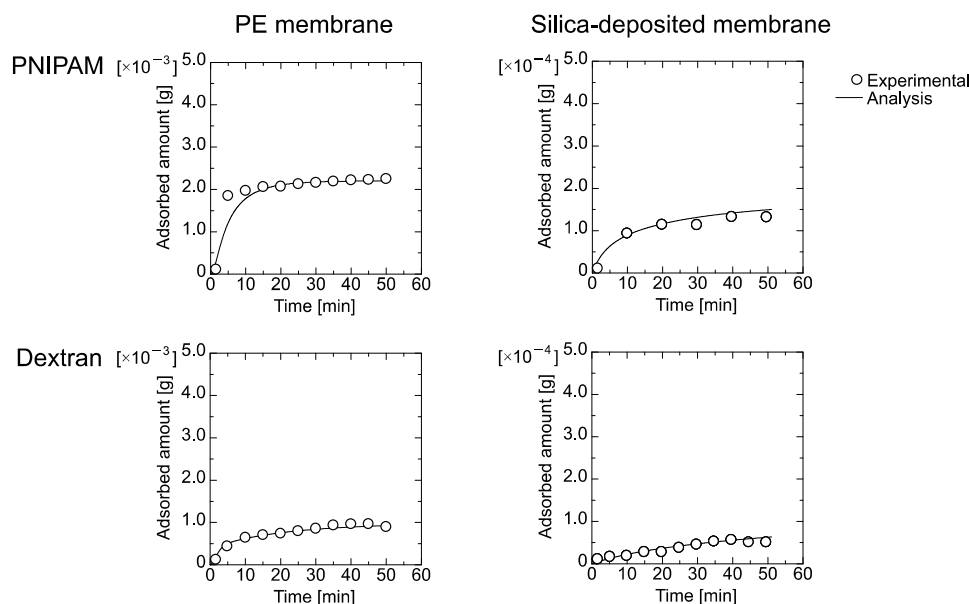 PE membrane
Silica-deposited membrane
PNIPAM
[×10⁻³]
5.0
4.0
3.0
2.0
1.0
0
0 10 20 30 40 50 60
Time [min]
Adsorbed amount [g]
[×10⁻⁴]
5.0
4.0
3.0
2.0
1.0
0
0 10 20 30 40 50 60
Time [min]
Adsorbed amount [g]
Experimental
Analysis
Dextran
[×10⁻³]
5.0
4.0
3.0
2.0
1.0
0
0 10 20 30 40 50 60
Time [min]
Adsorbed amount [g]
[×10⁻⁴]
5.0
4.0
3.0
2.0
1.0
0
0 10 20 30 40 50 60
Time [min]
Adsorbed amount [g]